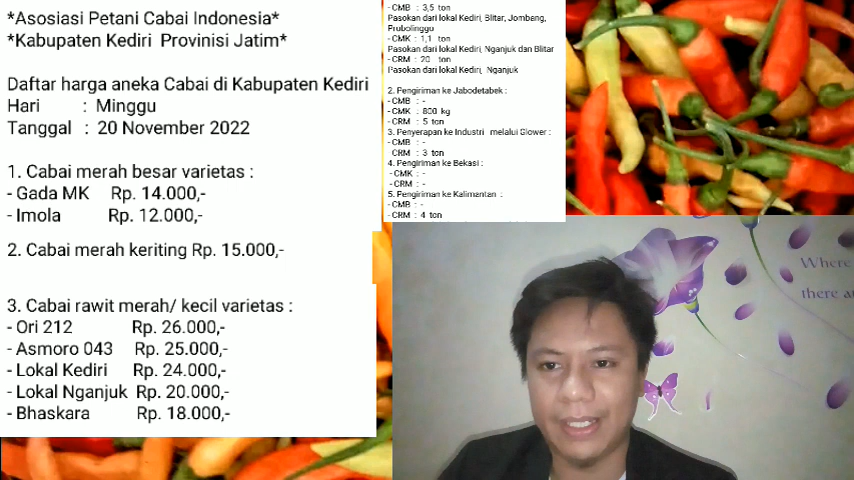 *Asosiasi Petani Cabai Indonesia*
*Kabupaten Kediri Provinisi Jatim*
Daftar harga aneka Cabai di Kabupaten Kediri
Hari : Minggu
Tanggal : 20 November 2022
1. Cabai merah besar varietas :
- Gada MK Rp. 14.000,-
- Imola Rp. 12.000,-
2. Cabai merah keriting Rp. 15.000,-
3. Cabai rawit merah/ kecil varietas :
- Ori 212 Rp. 26.000,-
- Asmoro 043 Rp. 25.000,-
- Lokal Kediri Rp. 24.000,-
- Lokal Nganjuk Rp. 20.000,-
- Bhaskara Rp. 18.000,-
- CMB : 3,5 ton
Pasokan dari lokal Kediri, Blitar, Jombang,
Probolinggu
- CMK : 1,1 ton
Pasokan dari lokal Kediri, Nganjuk dan Blitar
- CRM : 20 ton
Pasokan dari lokal Kediri, Nganjuk
2. Pengiriman ke Jabodetabek :
- CMB : -
- CMK : 800 kg
- CRM : 5 ton
3. Penyerapan ke Industri melalui Glower :
- CMB : -
- CRM : 3 ton
4. Pengiriman ke Bekasi :
- CMK : -
- CRM : -
5. Pengiriman ke Kalimantan :
- CMB : -
- CRM : 4 ton
Where
there a